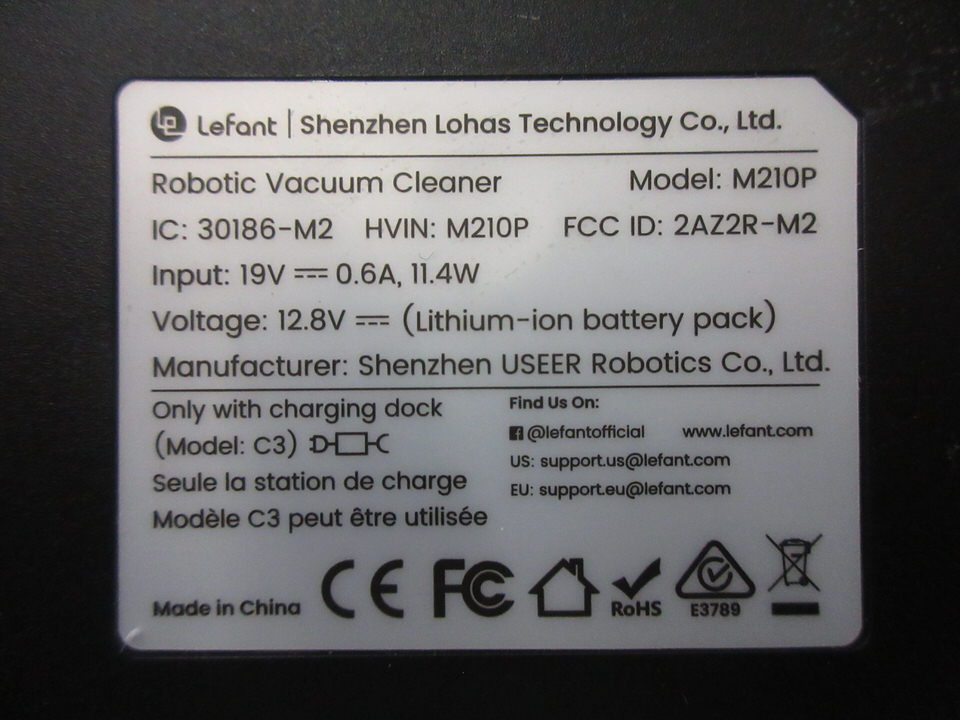 Lefant | Shenzhen Lohas Technology Co., Ltd.
Robotic Vacuum Cleaner Model: M210P
IC: 30186-M2 HVIN: M210P FCC ID: 2AZ2R-M2
Input: 19V ⎓ 0.6A, 11.4W
Voltage: 12.8V ⎓ (Lithium-ion battery pack)
Manufacturer: Shenzhen USEER Robotics Co., Ltd.
Only with charging dock
(Model: C3)
Seule la station de charge
Modèle C3 peut être utilisée
Find Us On:
@lefantofficial www.lefant.com
US: support.us@lefant.com
EU: support.eu@lefant.com
Made in China CE FC RoHS E3789